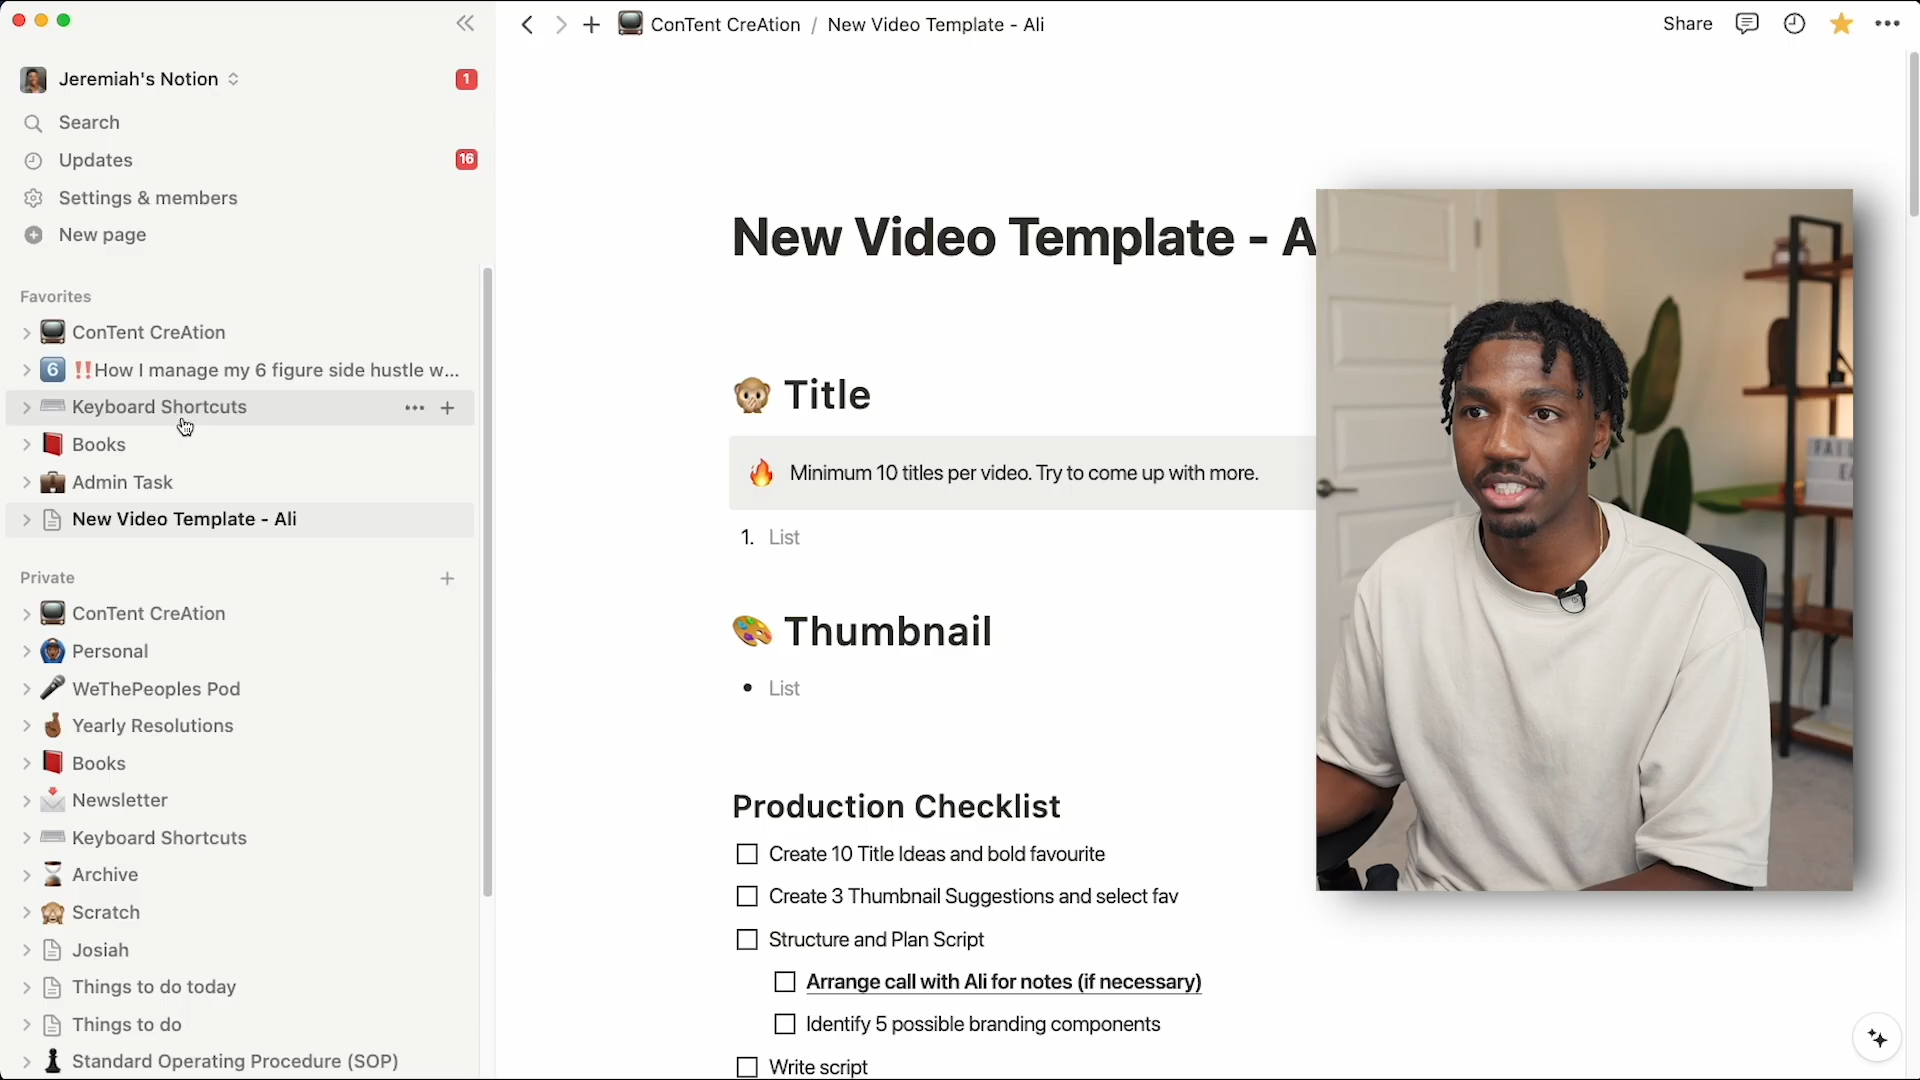 ConTent CreAtion / New Video Template - Ali
Share
Jeremiah's Notion
1
Search
Updates
16
Settings & members
New page
Favorites
ConTent CreAtion
6 ‼️How I manage my 6 figure side hustle w...
Keyboard Shortcuts
Books
Admin Task
New Video Template - Ali
Private
ConTent CreAtion
Personal
WeThePeoples Pod
Yearly Resolutions
Books
Newsletter
Keyboard Shortcuts
Archive
Scratch
Josiah
Things to do today
Things to do
Standard Operating Procedure (SOP)
New Video Template - A
Title
Minimum 10 titles per video. Try to come up with more.
1. List
Thumbnail
• List
Production Checklist
Create 10 Title Ideas and bold favourite
Create 3 Thumbnail Suggestions and select fav
Structure and Plan Script
Arrange call with Ali for notes (if necessary)
Identify 5 possible branding components
Write script